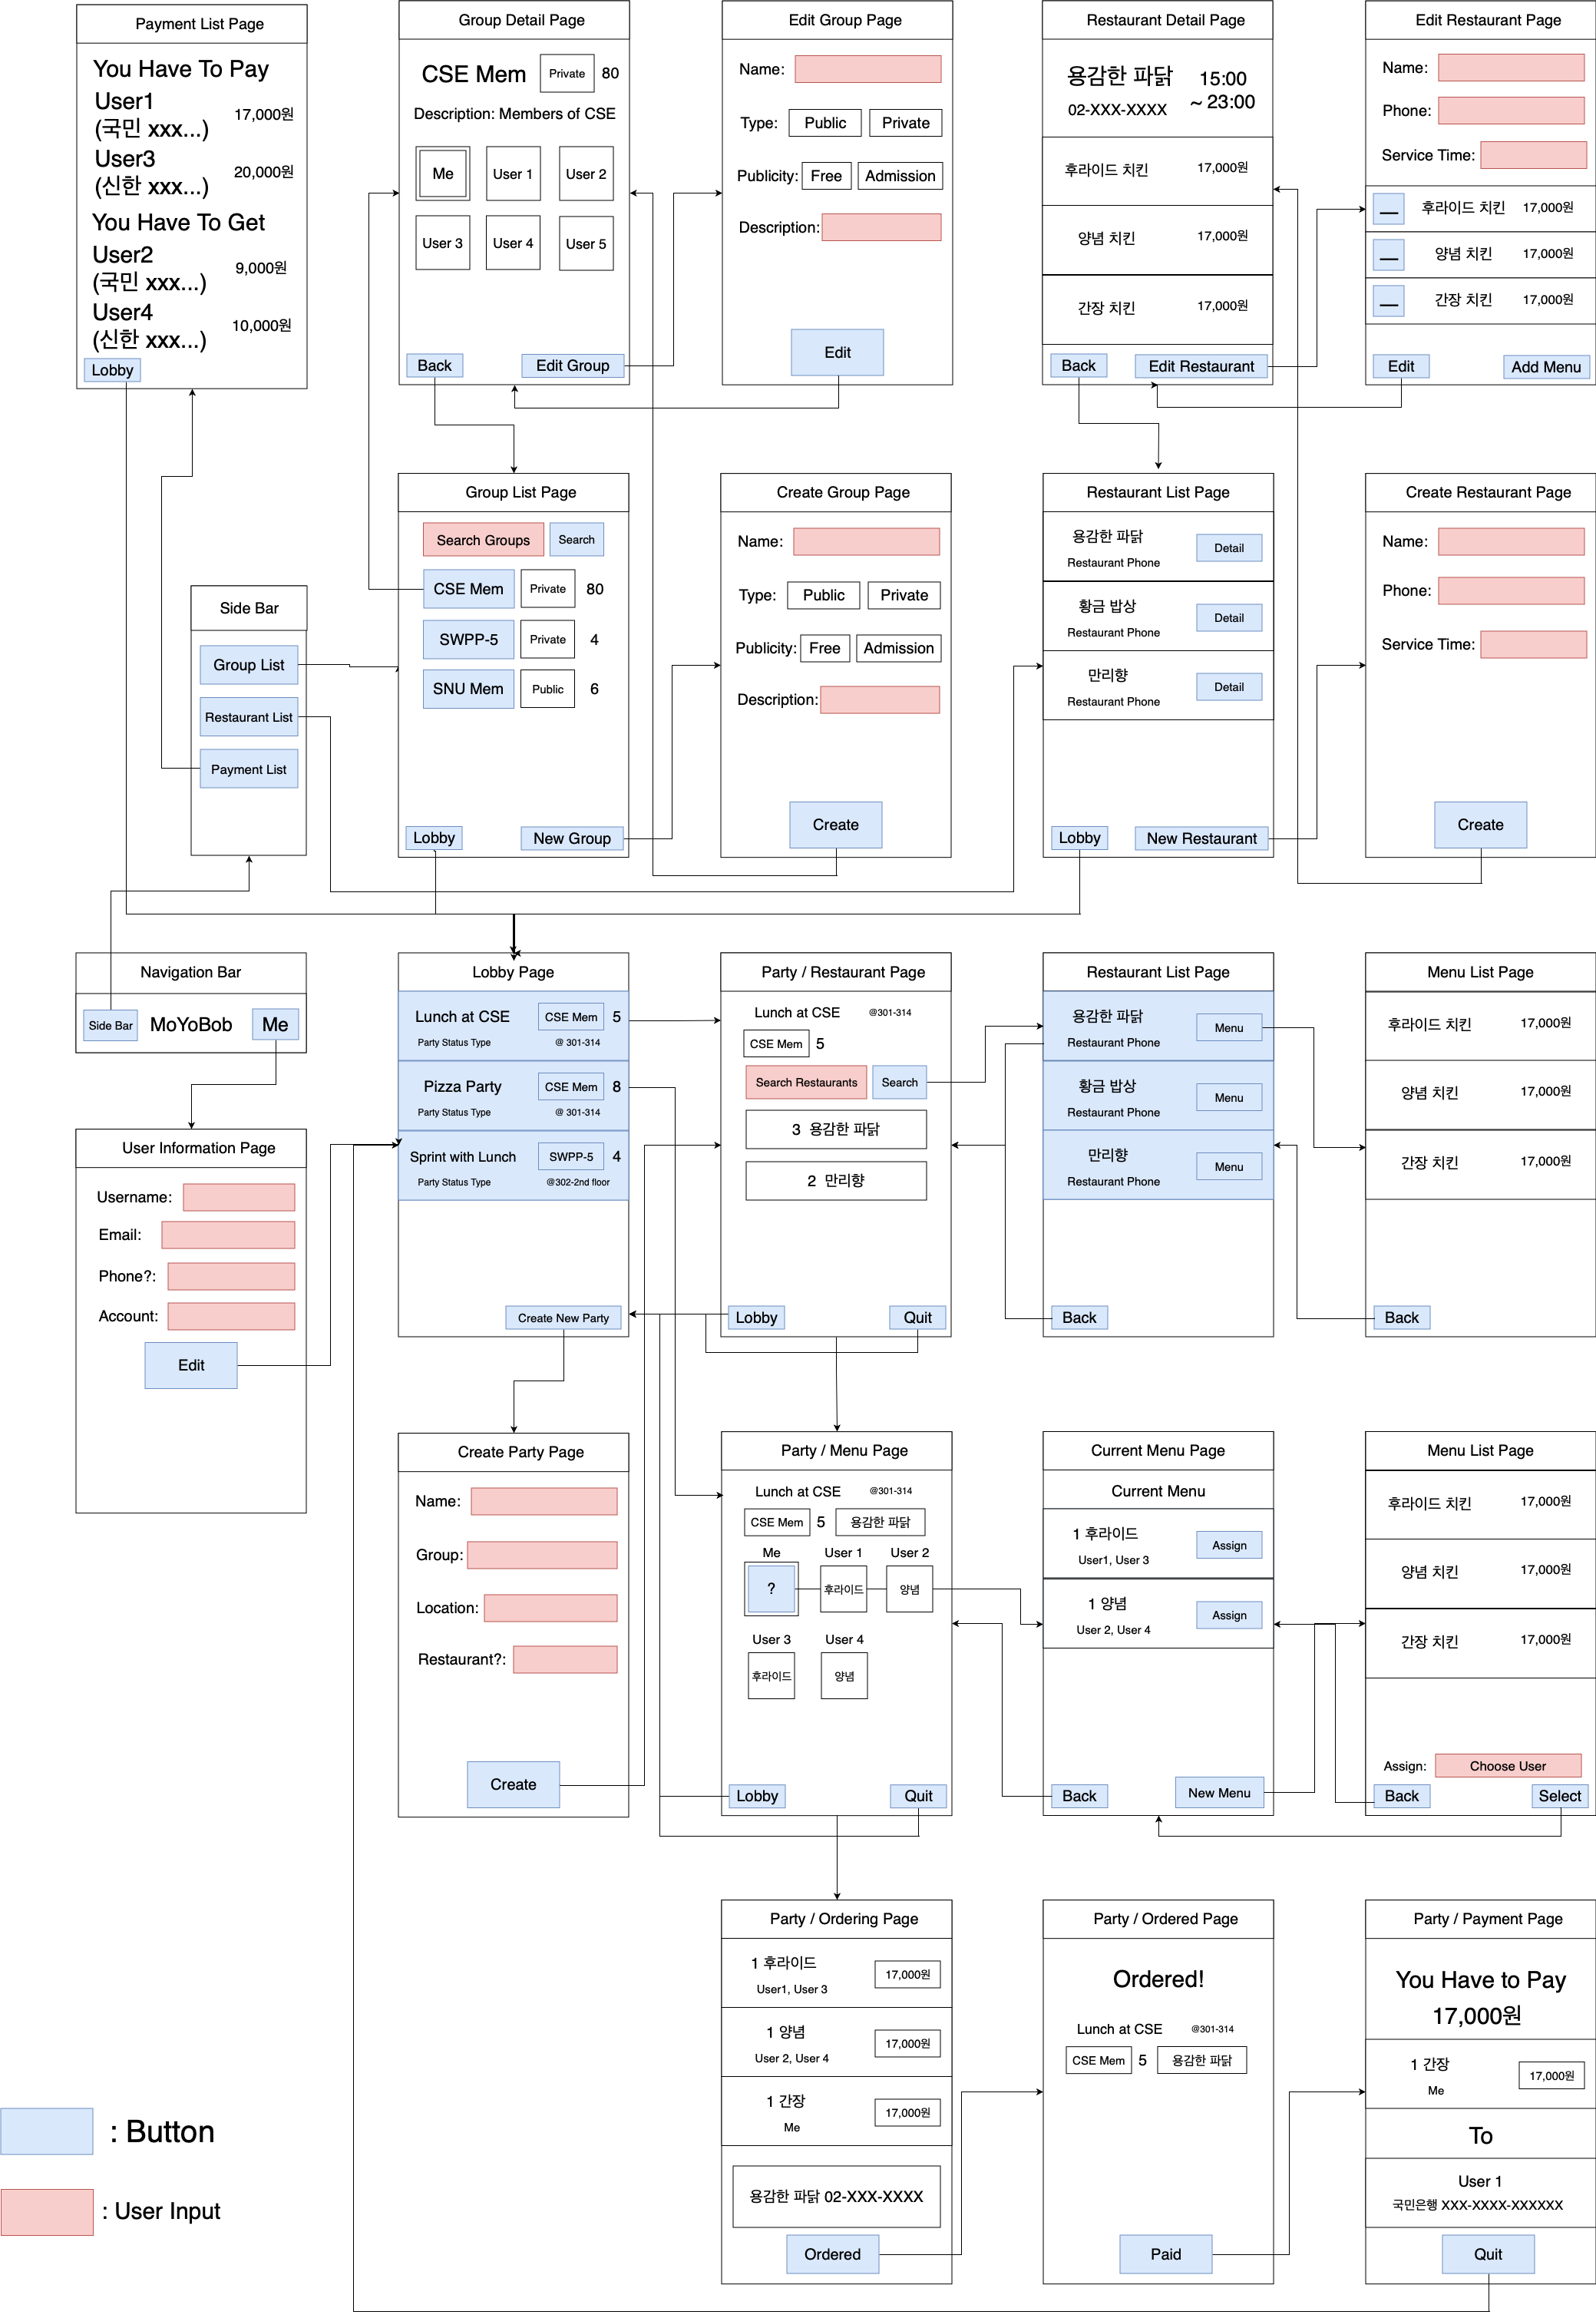 Payment List Page
You Have To Pay
User1
(국민 xxx...)
17,000원
User3
(신한 xxx...)
20,000원
You Have To Get
User2
(국민 xxx...)
9,000원
User4
(신한 xxx...)
10,000원
Lobby
Group Detail Page
CSE Mem Private 80
Description: Members of CSE
Me User 1 User 2
User 3 User 4 User 5
Back Edit Group
Edit Group Page
Name:
Type: Public Private
Publicity: Free Admission
Description:
Edit
Restaurant Detail Page
용감한 파닭 15:00
02-XXX-XXXX ~ 23:00
후라이드 치킨 17,000원
양념 치킨 17,000원
간장 치킨 17,000원
Back Edit Restaurant
Edit Restaurant Page
Name:
Phone:
Service Time:
— 후라이드 치킨 17,000원
— 양념 치킨 17,000원
— 간장 치킨 17,000원
Edit Add Menu
Side Bar
Group List
Restaurant List
Payment List
Group List Page
Search Groups Search
CSE Mem Private 80
SWPP-5 Private 4
SNU Mem Public 6
Lobby New Group
Create Group Page
Name:
Type: Public Private
Publicity: Free Admission
Description:
Create
Restaurant List Page
용감한 파닭
Restaurant Phone
Detail
황금 밥상
Restaurant Phone
Detail
만리향
Restaurant Phone
Detail
Lobby New Restaurant
Create Restaurant Page
Name:
Phone:
Service Time:
Create
Navigation Bar
Side Bar MoYoBob Me
User Information Page
Username:
Email:
Phone?:
Account:
Edit
Lobby Page
Lunch at CSE CSE Mem 5
Party Status Type @ 301-314
Pizza Party CSE Mem 8
Party Status Type @ 301-314
Sprint with Lunch SWPP-5 4
Party Status Type @302-2nd floor
Create New Party
Party / Restaurant Page
Lunch at CSE @301-314
CSE Mem 5
Search Restaurants Search
3 용감한 파닭
2 만리향
Lobby Quit
Restaurant List Page
용감한 파닭
Restaurant Phone
Menu
황금 밥상
Restaurant Phone
Menu
만리향
Restaurant Phone
Menu
Back
Menu List Page
후라이드 치킨 17,000원
양념 치킨 17,000원
간장 치킨 17,000원
Back
Create Party Page
Name:
Group:
Location:
Restaurant?:
Create
Party / Menu Page
Lunch at CSE @301-314
CSE Mem 5 용감한 파닭
Me User 1 User 2
? 후라이드 양념
User 3 User 4
후라이드 양념
Lobby Quit
Current Menu Page
Current Menu
1 후라이드
User1, User 3
Assign
1 양념
User 2, User 4
Assign
Back New Menu
Menu List Page
후라이드 치킨 17,000원
양념 치킨 17,000원
간장 치킨 17,000원
Assign: Choose User
Back Select
Party / Ordering Page
1 후라이드
User1, User 3
17,000원
1 양념
User 2, User 4
17,000원
1 간장
Me
17,000원
용감한 파닭 02-XXX-XXXX
Ordered
Party / Ordered Page
Ordered!
Lunch at CSE @301-314
CSE Mem 5 용감한 파닭
Paid
Party / Payment Page
You Have to Pay
17,000원
1 간장
Me
17,000원
To
User 1
국민은행 XXX-XXXX-XXXXXX
Quit
: Button
: User Input